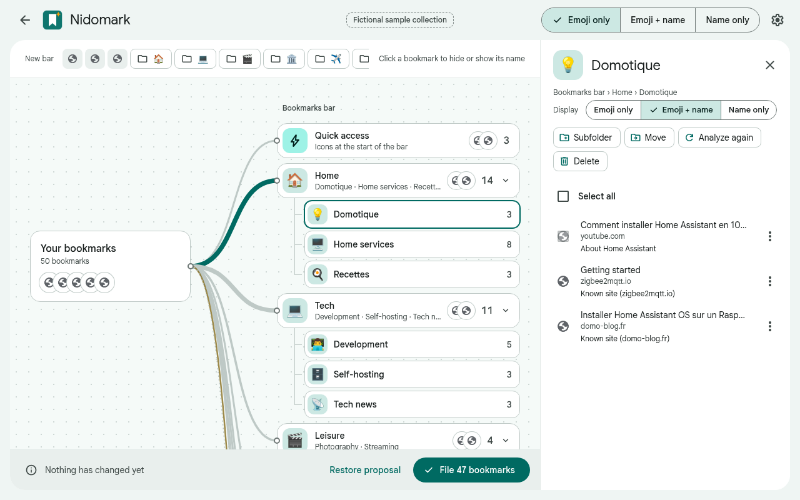 Nidomark
Fictional sample collection
Emoji only
Emoji + name
Name only
New bar
Click a bookmark to hide or show its name
Bookmarks bar
Quick access
Icons at the start of the bar
3
Home
Domotique · Home services · Recett...
14
Domotique
3
Home services
8
Recettes
3
Your bookmarks
50 bookmarks
Tech
Development · Self-hosting · Tech n...
11
Development
5
Self-hosting
3
Tech news
3
Leisure
Photography · Streaming
4
Nothing has changed yet
Restore proposal
File 47 bookmarks
Domotique
Bookmarks bar › Home › Domotique
Display
Emoji only
Emoji + name
Name only
Subfolder
Move
Analyze again
Delete
Select all
Comment installer Home Assistant en 10...
youtube.com
About Home Assistant
Getting started
zigbee2mqtt.io
Known site (zigbee2mqtt.io)
Installer Home Assistant OS sur un Rasp...
domo-blog.fr
Known site (domo-blog.fr)